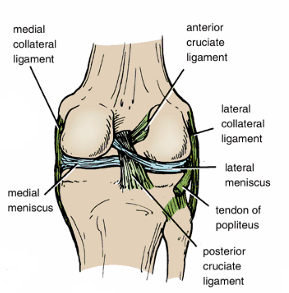 medial
collateral
ligament
anterior
cruciate
ligament
lateral
collateral
ligament
lateral
meniscus
medial
meniscus
tendon of
popliteus
posterior
cruciate
ligament